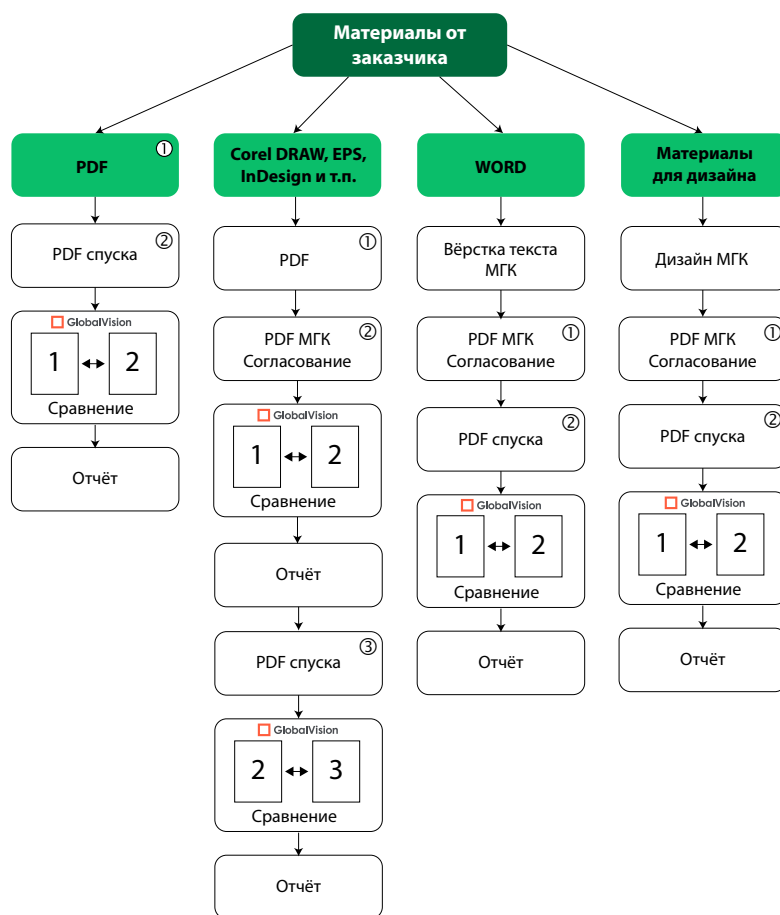 Материалы от
заказчика
PDF
①
PDF спуска
②
GlobalVision
1 2
Сравнение
Отчёт
Corel DRAW, EPS,
InDesign и т.п.
PDF
①
PDF МГК
Согласование
②
GlobalVision
1 2
Сравнение
Отчёт
PDF спуска
③
GlobalVision
2 3
Сравнение
Отчёт
WORD
Вёрстка текста
МГК
PDF МГК
Согласование
①
PDF спуска
②
GlobalVision
1 2
Сравнение
Отчёт
Материалы
для дизайна
Дизайн МГК
PDF МГК
Согласование
①
PDF спуска
②
GlobalVision
1 2
Сравнение
Отчёт